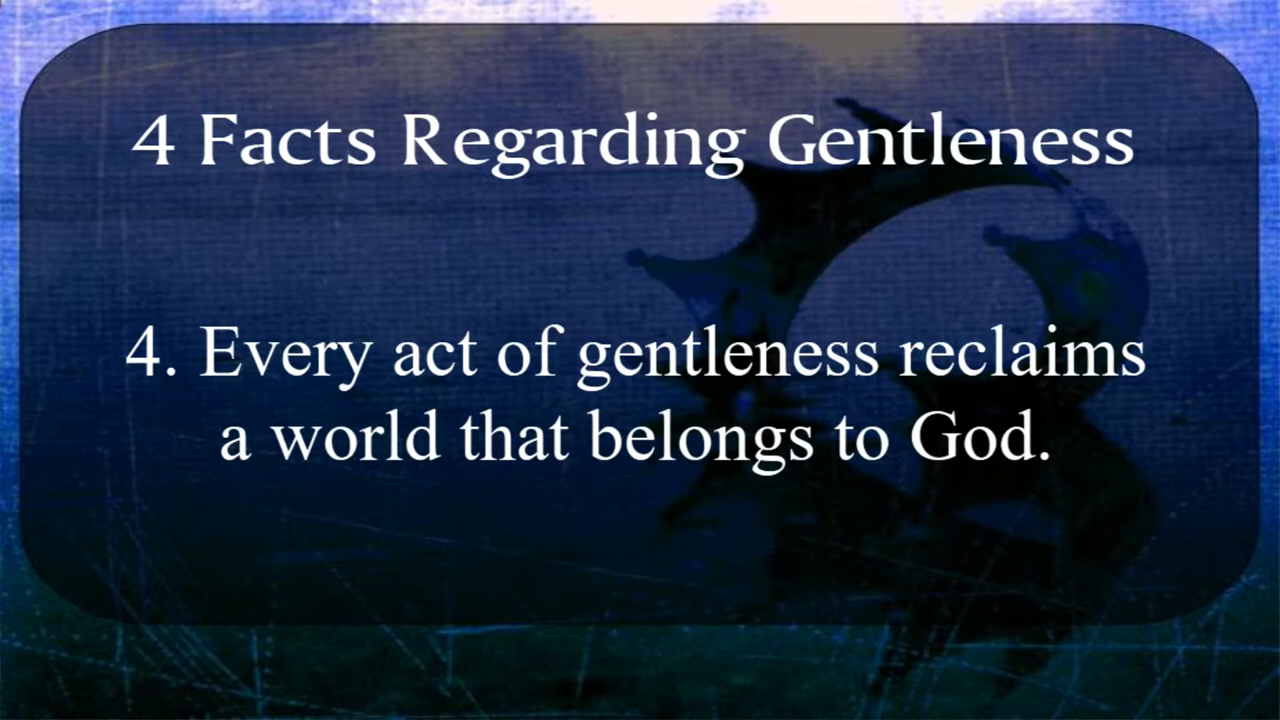 4 Facts Regarding Gentleness
4. Every act of gentleness reclaims
a world that belongs to God.